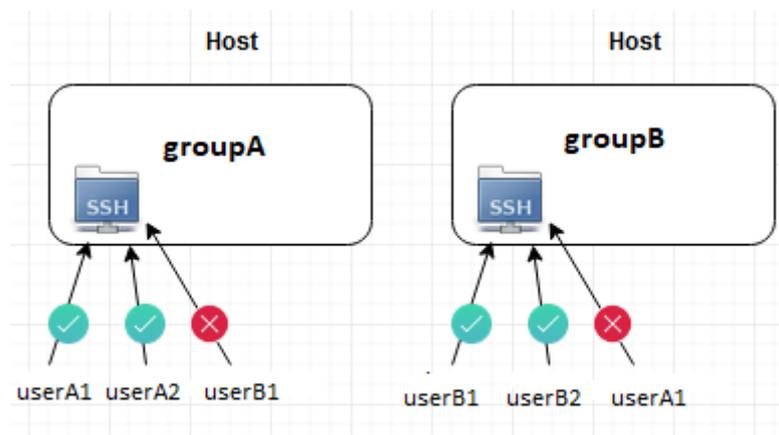 Host
groupA
SSH
userA1 userA2 userB1
Host
groupB
SSH
userB1 userB2 userA1